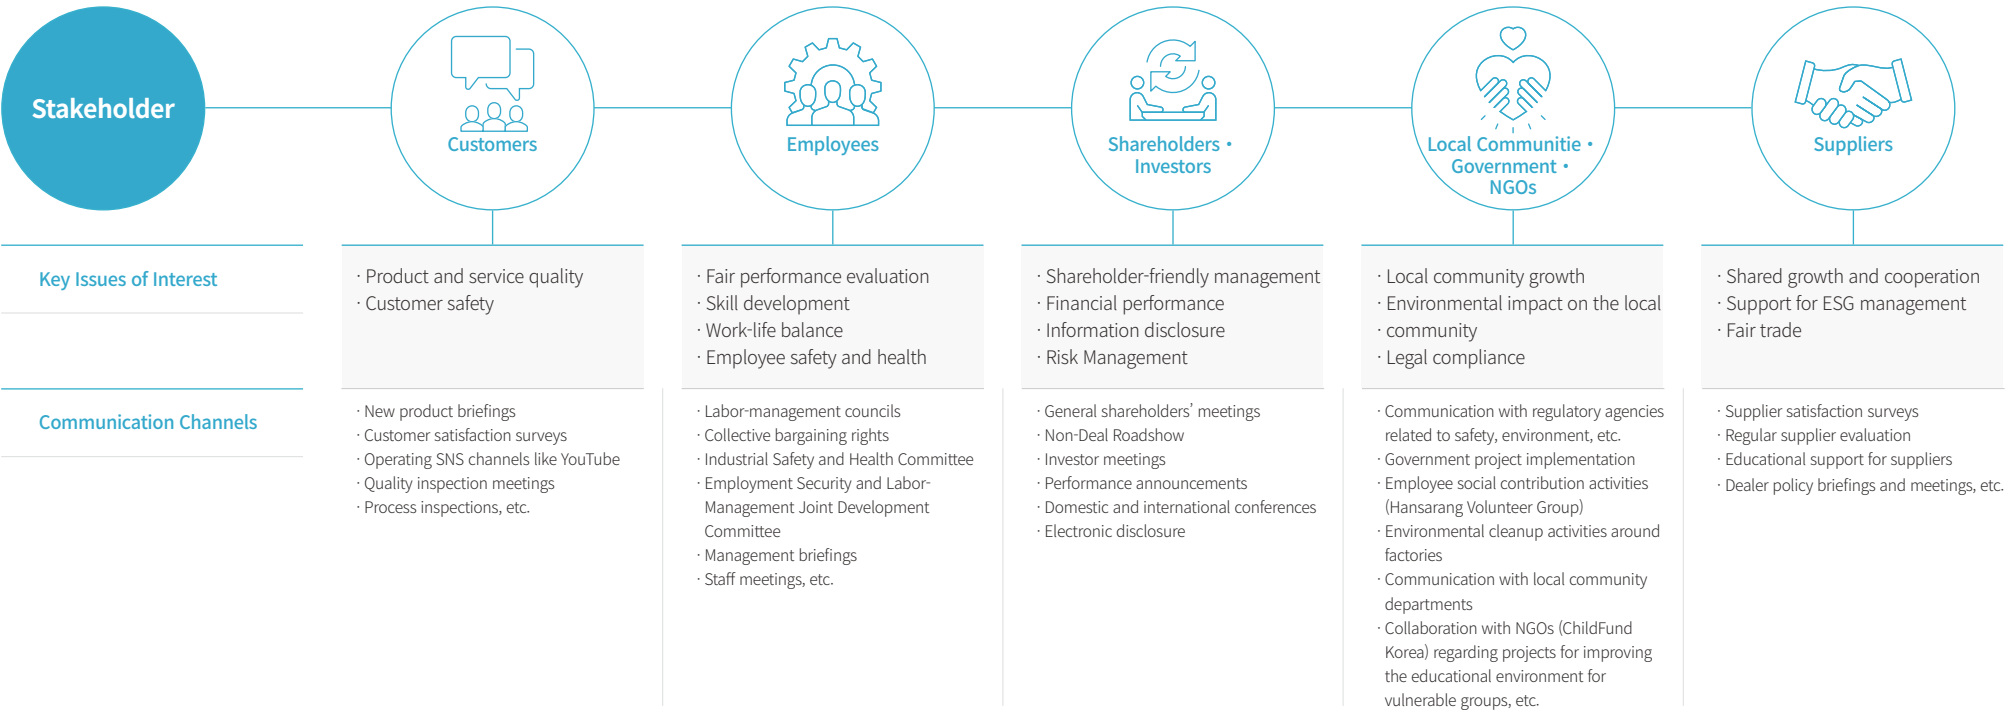 Stakeholder
Customers
Employees
Shareholders •
Investors
Local Communitie •
Government •
NGOs
Suppliers
Key Issues of Interest
· Product and service quality
· Customer safety
· Fair performance evaluation
· Skill development
· Work-life balance
· Employee safety and health
· Shareholder-friendly management
· Financial performance
· Information disclosure
· Risk Management
· Local community growth
· Environmental impact on the local
· community
· Legal compliance
· Shared growth and cooperation
· Support for ESG management
· Fair trade
Communication Channels
· New product briefings
· Customer satisfaction surveys
· Operating SNS channels like YouTube
· Quality inspection meetings
· Process inspections, etc.
· Labor-management councils
· Collective bargaining rights
· Industrial Safety and Health Committee
· Employment Security and Labor-
Management Joint Development
Committee
· Management briefings
· Staff meetings, etc.
· General shareholders’ meetings
· Non-Deal Roadshow
· Investor meetings
· Performance announcements
· Domestic and international conferences
· Electronic disclosure
· Communication with regulatory agencies
related to safety, environment, etc.
· Government project implementation
· Employee social contribution activities
(Hansarang Volunteer Group)
· Environmental cleanup activities around
factories
· Communication with local community
departments
· Collaboration with NGOs (ChildFund
Korea) regarding projects for improving
the educational environment for
vulnerable groups, etc.
· Supplier satisfaction surveys
· Regular supplier evaluation
· Educational support for suppliers
· Dealer policy briefings and meetings, etc.